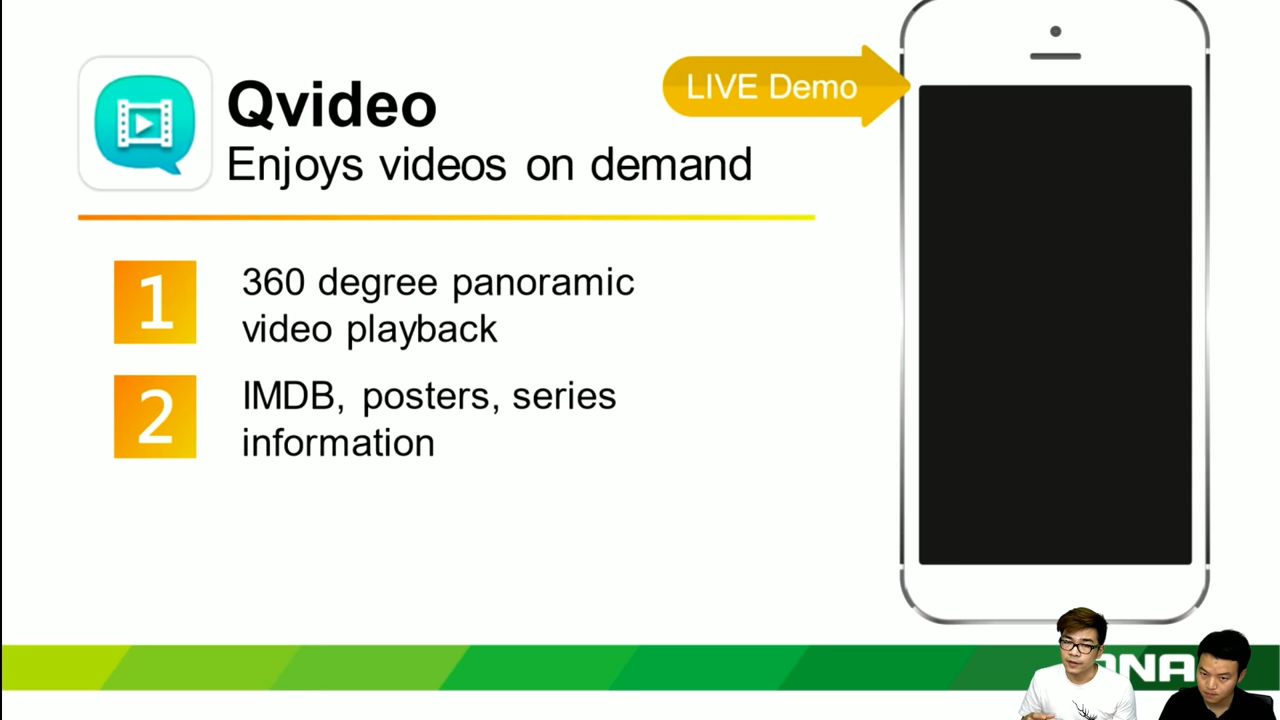 Qvideo
LIVE Demo
Enjoys videos on demand
1
360 degree panoramic
video playback
2
IMDB, posters, series
information